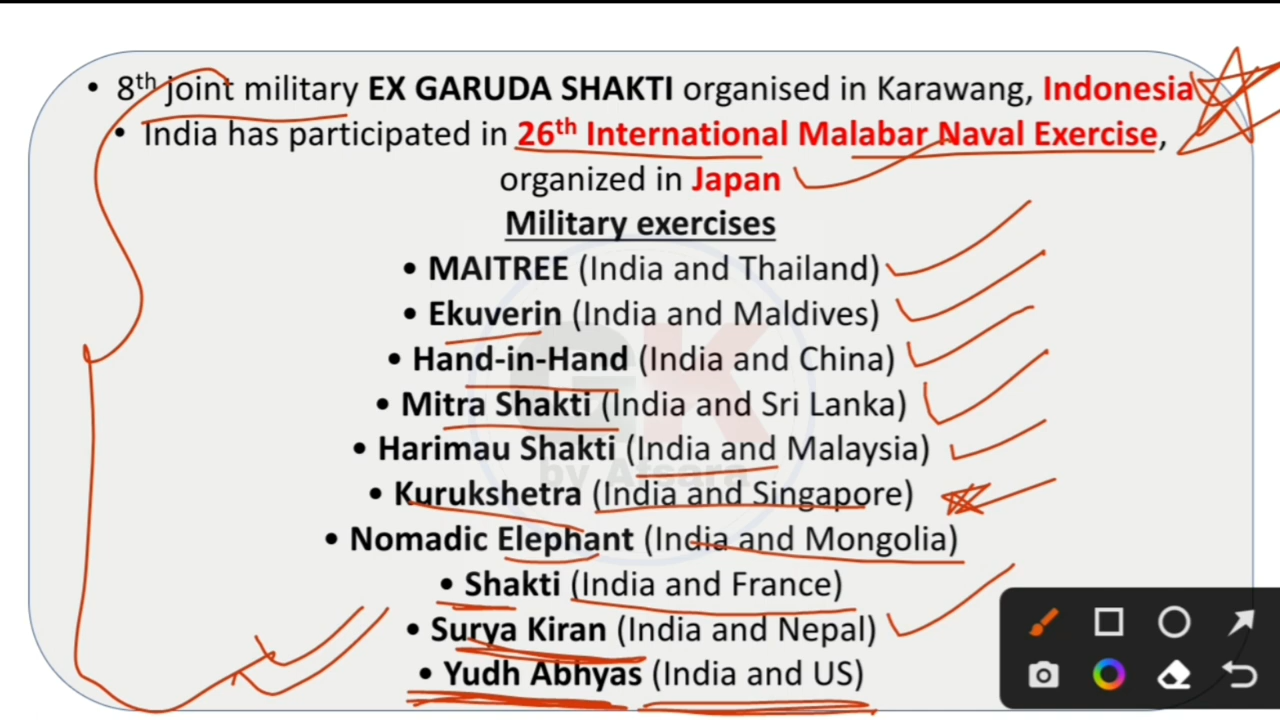 • 8th joint military EX GARUDA SHAKTI organised in Karawang, Indonesia
• India has participated in 26th International Malabar Naval Exercise,
organized in Japan
Military exercises
• MAITREE (India and Thailand)
• Ekuverin (India and Maldives)
• Hand-in-Hand (India and China)
• Mitra Shakti (India and Sri Lanka)
• Harimau Shakti (India and Malaysia)
by Atsara
• Kurukshetra (India and Singapore)
• Nomadic Elephant (India and Mongolia)
• Shakti (India and France)
• Surya Kiran (India and Nepal)
• Yudh Abhyas (India and US)